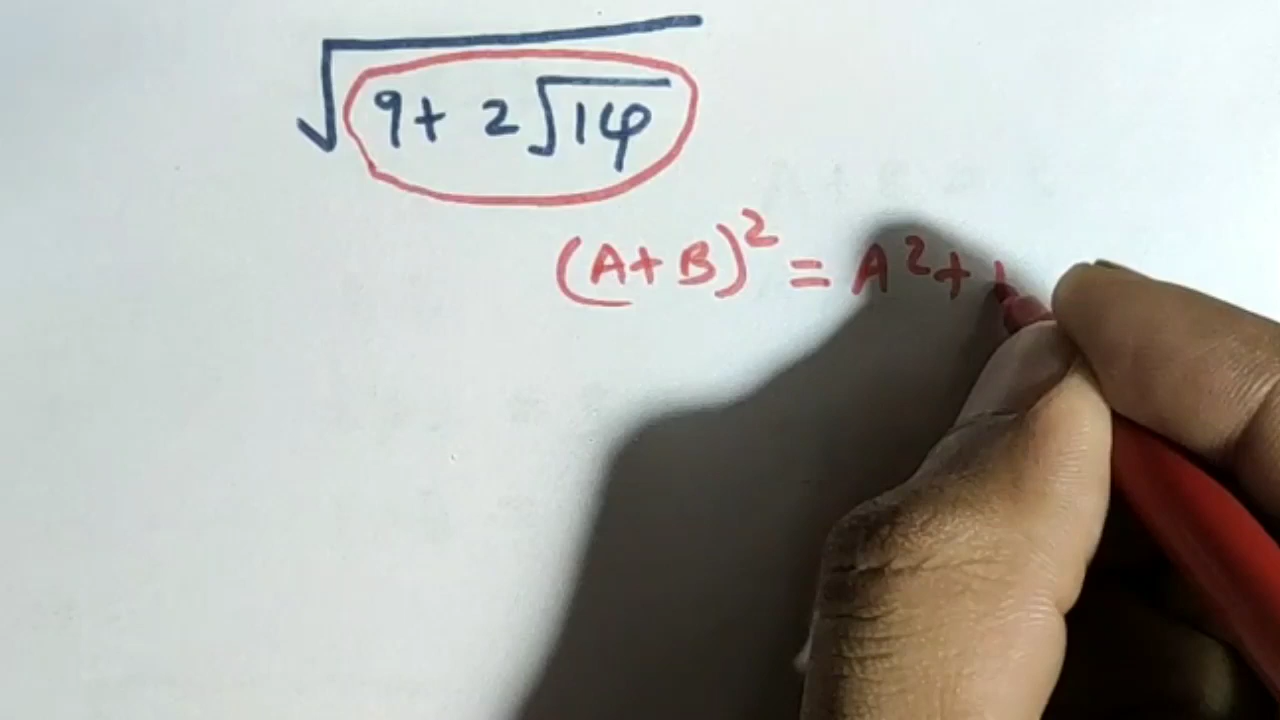 √(9+ 2√14)
(A+B)² = A²+